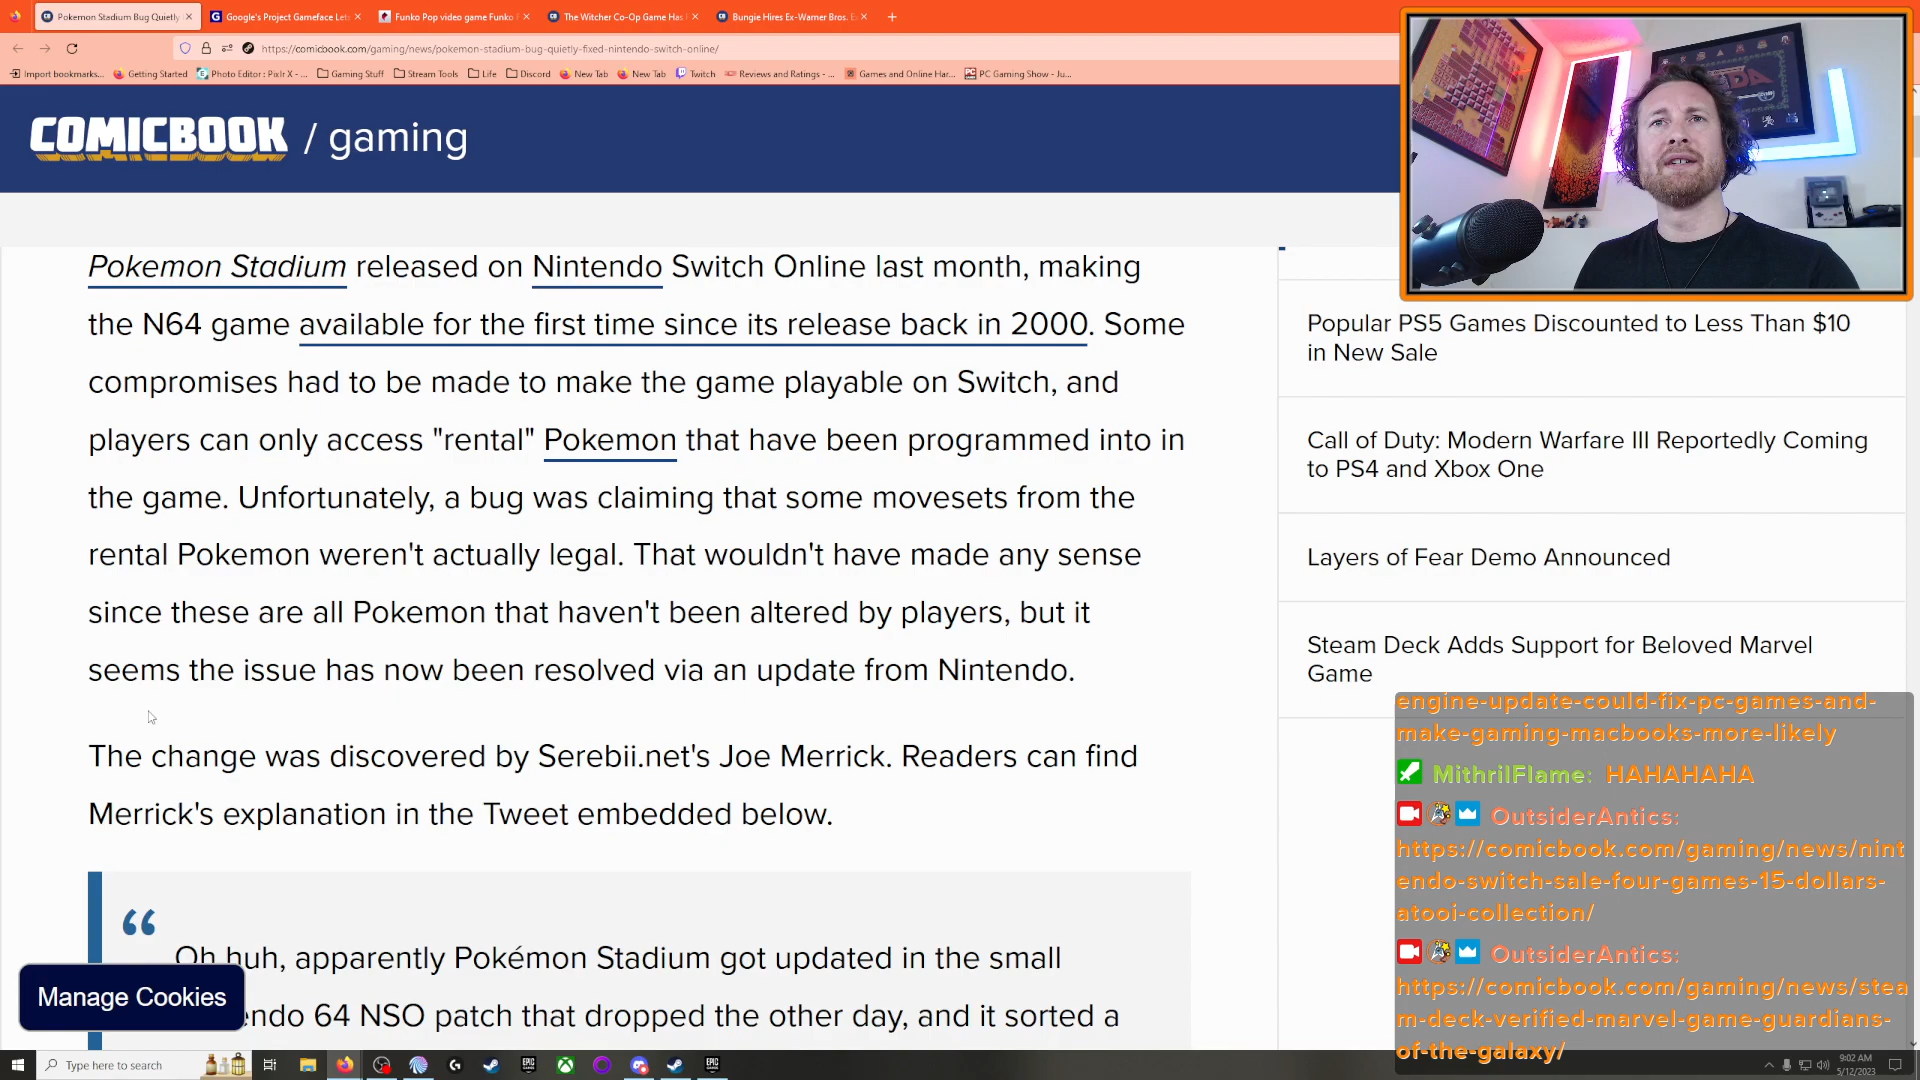 Pokemon Stadium Bug Quietly
Google's Project Gameface Lets
Funko Pop video game Funko F
The Witcher Co-Op Game Has
Bungie Hires Ex-Warner Bros. E
https://comicbook.com/gaming/news/pokemon-stadium-bug-quietly-fixed-nintendo-switch-online/
Import bookmarks...
Getting Started
Photo Editor : Pixlr X - ...
Gaming Stuff
Stream Tools
Life
Discord
New Tab
New Tab
Twitch
Reviews and Ratings - ...
Games and Online Har...
PC Gaming Show - Ju...
COMICBOOK / gaming
Pokemon Stadium released on Nintendo Switch Online last month, making
the N64 game available for the first time since its release back in 2000. Some
compromises had to be made to make the game playable on Switch, and
players can only access "rental" Pokemon that have been programmed into in
the game. Unfortunately, a bug was claiming that some movesets from the
rental Pokemon weren't actually legal. That wouldn't have made any sense
since these are all Pokemon that haven't been altered by players, but it
seems the issue has now been resolved via an update from Nintendo.
The change was discovered by Serebii.net's Joe Merrick. Readers can find
Merrick's explanation in the Tweet embedded below.
“
Oh huh, apparently Pokémon Stadium got updated in the small
endo 64 NSO patch that dropped the other day, and it sorted a
Manage Cookies
Popular PS5 Games Discounted to Less Than $10
in New Sale
Call of Duty: Modern Warfare III Reportedly Coming
to PS4 and Xbox One
Layers of Fear Demo Announced
Steam Deck Adds Support for Beloved Marvel
Game
engine-update-could-fix-pc-games-and-
make-gaming-macbooks-more-likely
MithrilFlame: HAHAHAHA
OutsiderAntics:
https://comicbook.com/gaming/news/nint
endo-switch-sale-four-games-15-dollars-
atooi-collection/
OutsiderAntics:
https://comicbook.com/gaming/news/stea
m-deck-verified-marvel-game-guardians-
of-the-galaxy/
Type here to search
9:02 AM
5/12/2023